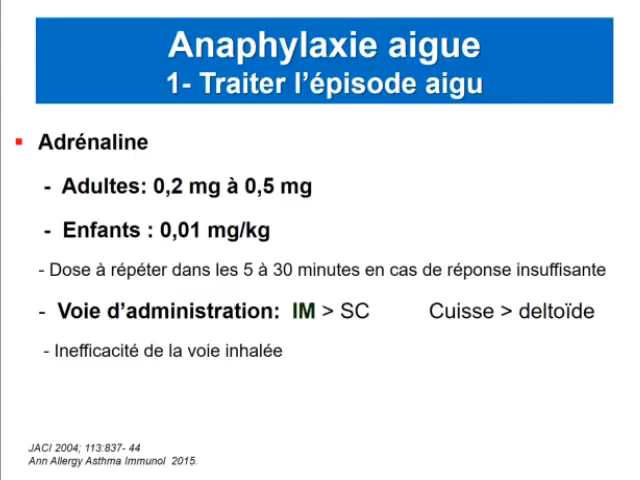 Anaphylaxie aigue
1- Traiter l'épisode aigu
Adrénaline
- Adultes: 0,2 mg à 0,5 mg
- Enfants : 0,01 mg/kg
- Dose à répéter dans les 5 à 30 minutes en cas de réponse insuffisante
- Voie d'administration: IM > SC Cuisse > deltoïde
- Inefficacité de la voie inhalée
JACI 2004; 113:837- 44
Ann Allergy Asthma Immunol 2015.